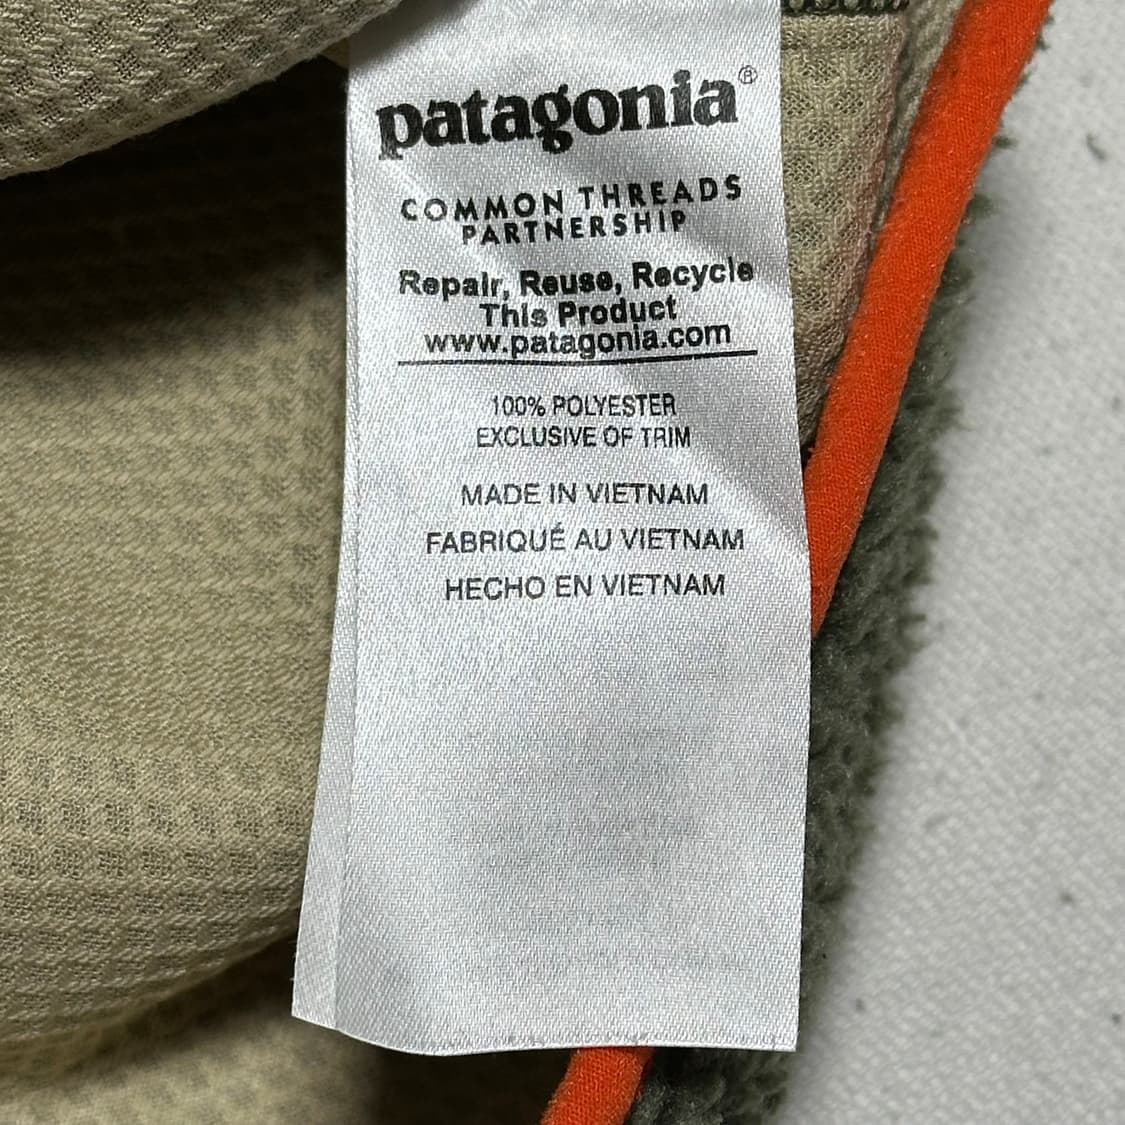 patagonia®
COMMON THREADS
PARTNERSHIP
Repair, Reuse, Recycle
This Product
www.patagonia.com
100% POLYESTER
EXCLUSIVE OF TRIM
MADE IN VIETNAM
FABRIQUÉ AU VIETNAM
HECHO EN VIETNAM